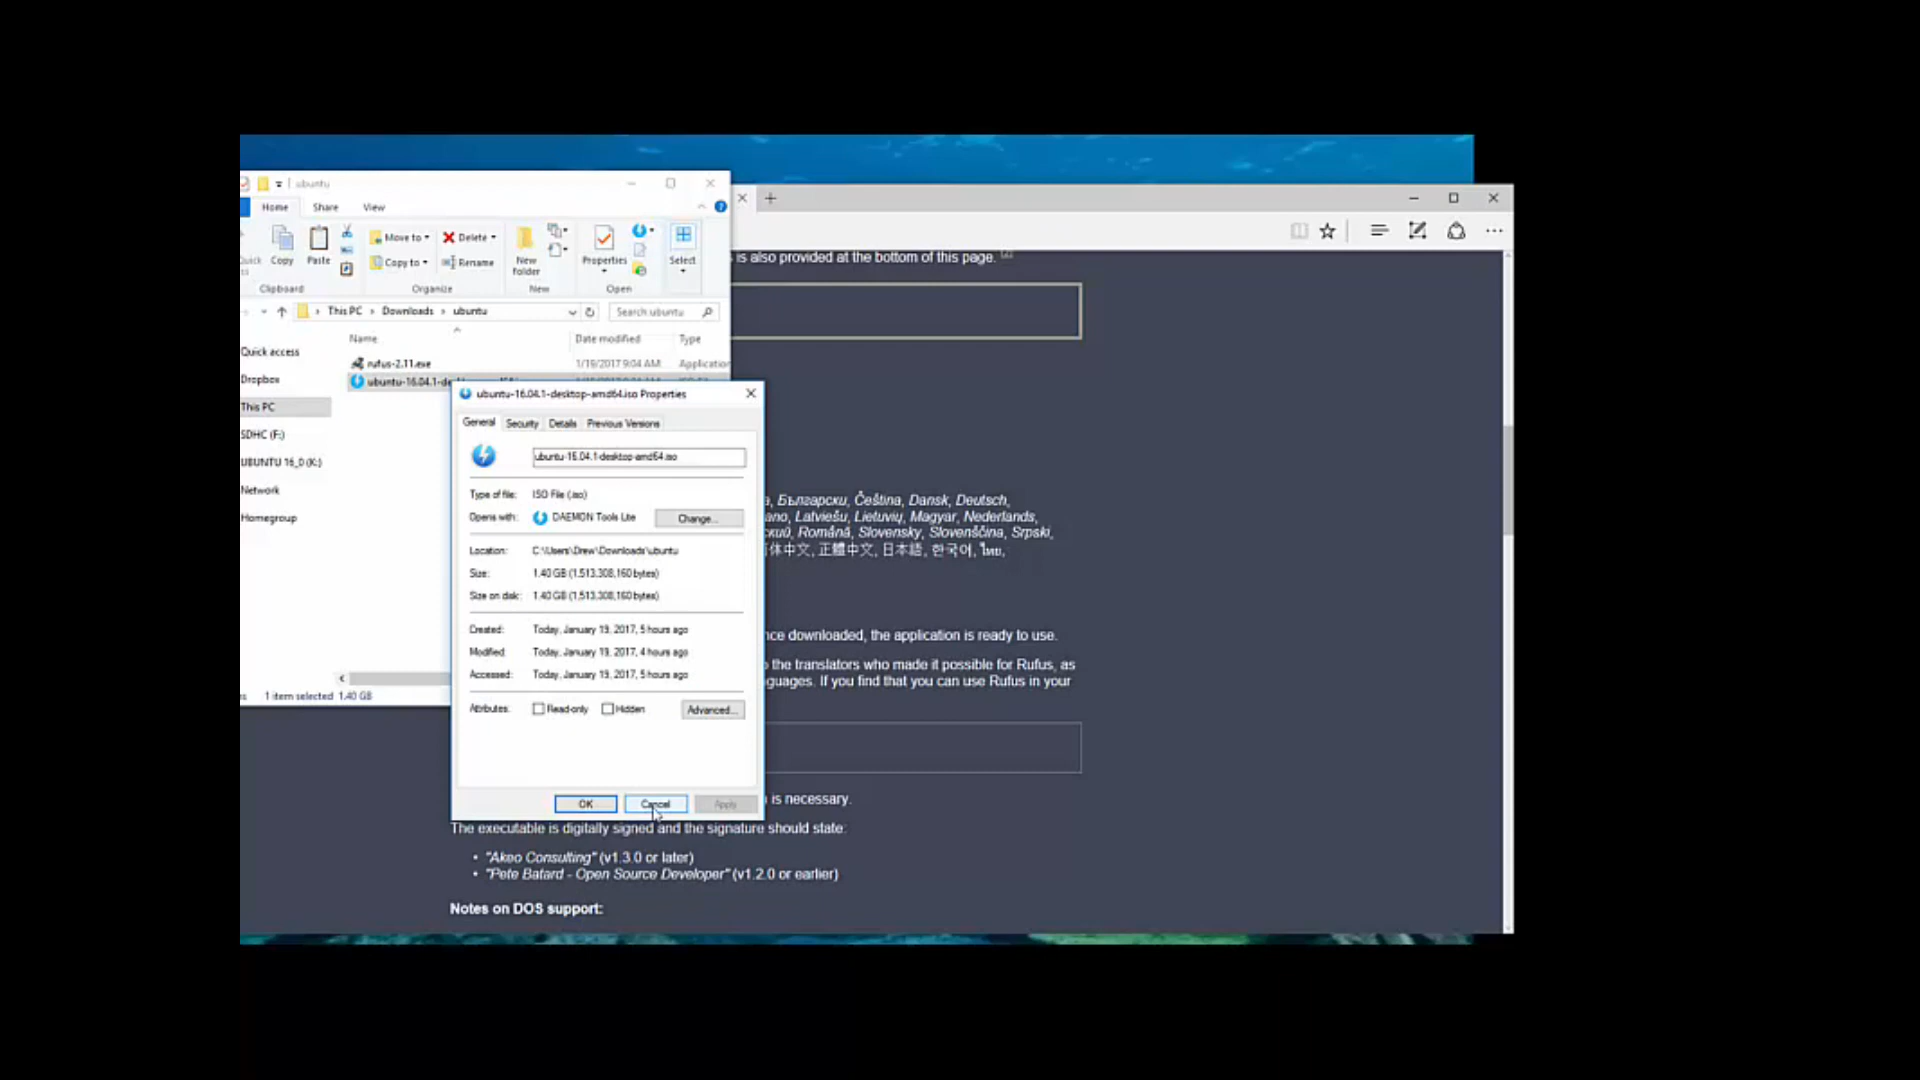 ubuntu
Home Share View
Copy
Paste
Move to
Copy to
Delete
Rename
New folder
Properties
Select
Clipboard Organize New Open
This PC > Downloads > ubuntu
Search ubuntu
Name Date modified Type
Quick access
Dropbox
This PC
SDHC (F:)
UBUNTU 16_0 (K:)
Network
Homegroup
rufus-2.11.exe 1/19/2017 9:04 AM Application
ubuntu-16.04.1-de
1 item selected 1.40 GB
ubuntu-16.04.1-desktop-amd64.iso Properties
General Security Details Previous Versions
ubuntu-16.04.1-desktop-amd64.iso
Type of file: ISO File (.iso)
Opens with: DAEMON Tools Lite Change...
Location: C:\Users\Drew\Downloads\ubuntu
Size: 1.40 GB (1,513,308,160 bytes)
Size on disk: 1.40 GB (1,513,308,160 bytes)
Created: Today, January 19, 2017, 5 hours ago
Modified: Today, January 19, 2017, 4 hours ago
Accessed: Today, January 19, 2017, 5 hours ago
Attributes: Read-only Hidden Advanced...
OK Cancel Apply
is also provided at the bottom of this page.
Български, Čeština, Dansk, Deutsch,
Latviešu, Lietuvių, Magyar, Nederlands,
Română, Slovensky, Slovenščina, Srpski,
体中文, 正體中文, 日本語, 한국어, ไทย,
nce downloaded, the application is ready to use.
the translators who made it possible for Rufus, as
guages. If you find that you can use Rufus in your
is necessary.
The executable is digitally signed and the signature should state:
• "Akeo Consulting" (v1.3.0 or later)
• "Pete Batard - Open Source Developer" (v1.2.0 or earlier)
Notes on DOS support: